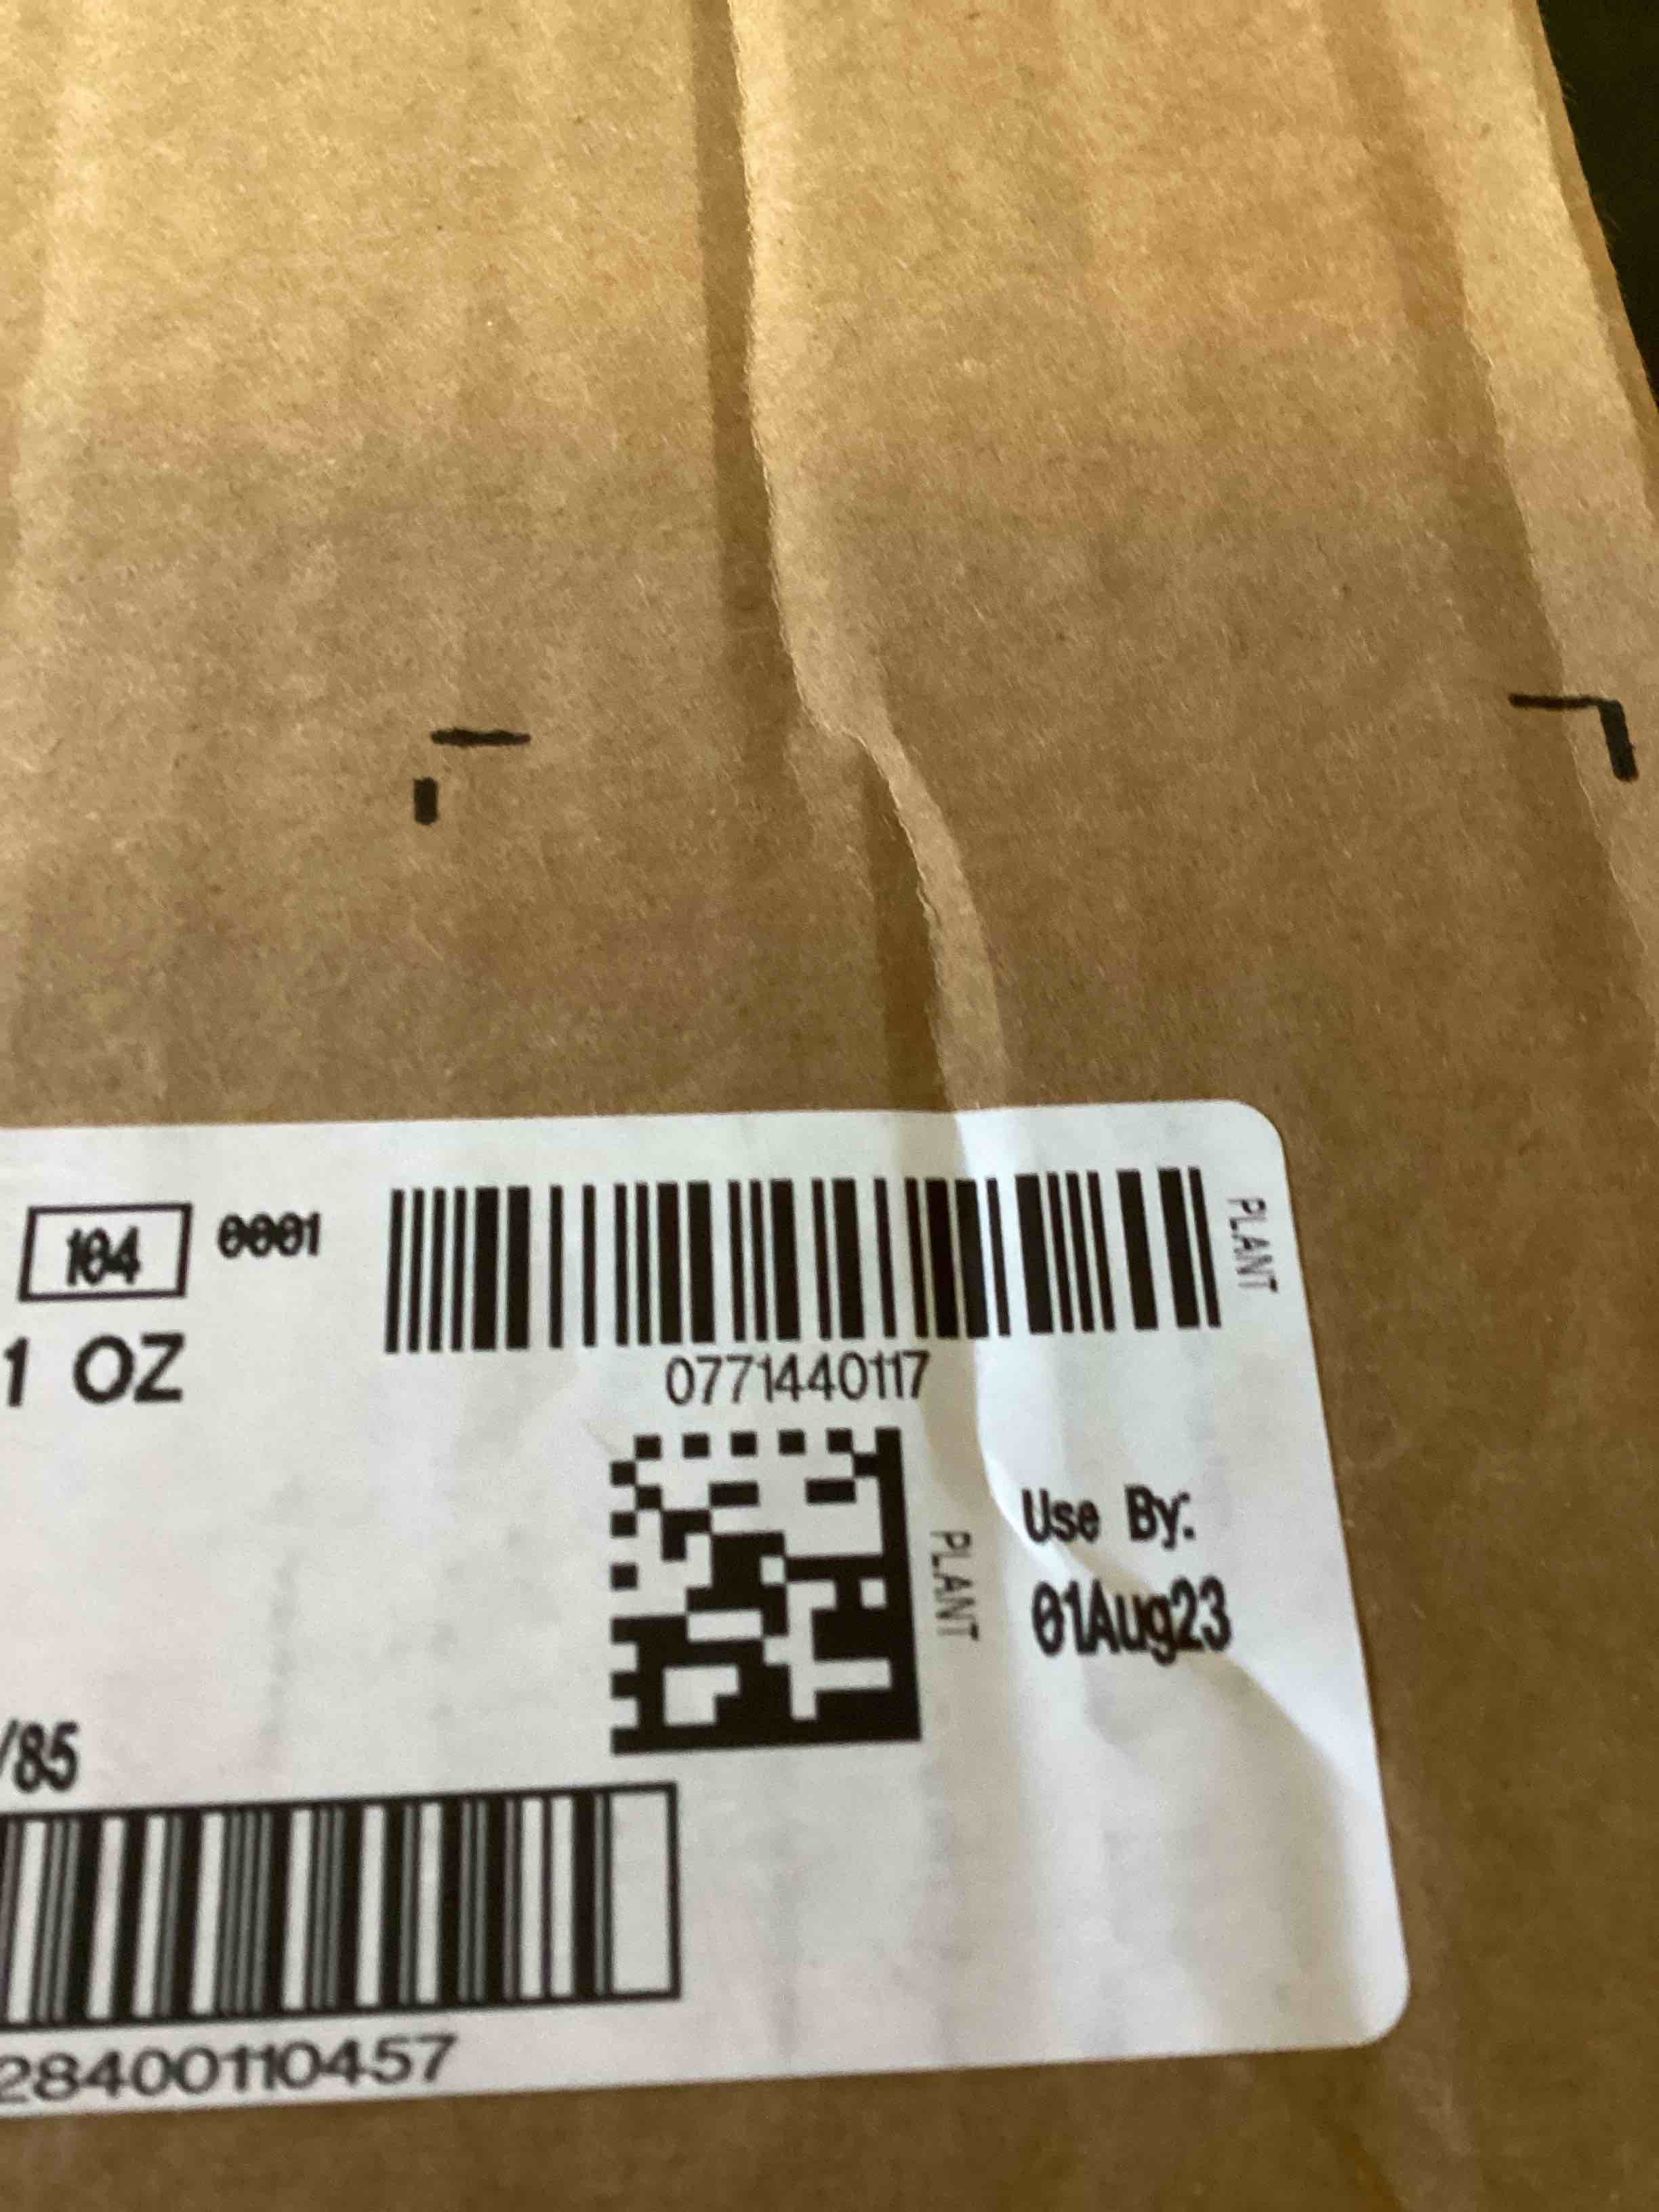 104 0001
PLANT
1 OZ
0771440117
PLANT
Use By:
01Aug23
/85
28400110457